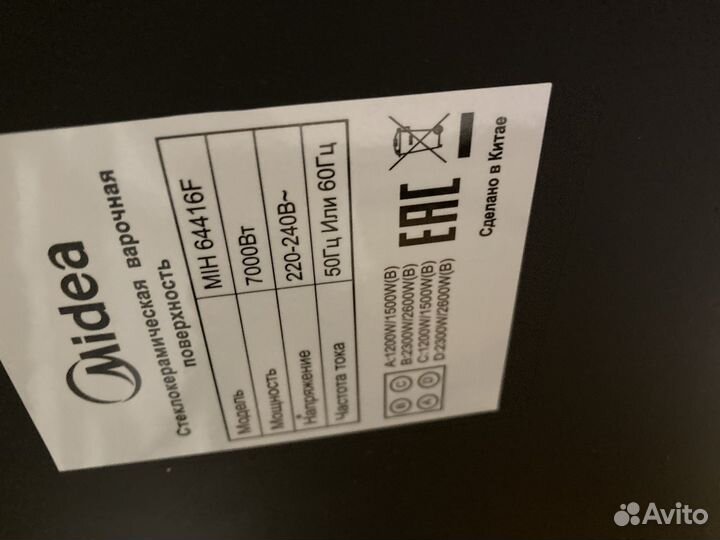 Midea
Стеклокерамическая варочная
поверхность
Модель MIH 64416F
Мощность 7000Вт
Напряжение 220-240В~
Частота тока 50Гц Или 60Гц
B C A:1200W/1500W(B)
B:2300W/2600W(B)
A D C:1200W/1500W(B)
D:2300W/2600W(B)
EAC
Сделано в Китае
Avito